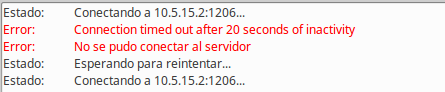 Estado: Conectando a 10.5.15.2:1206...
Error: Connection timed out after 20 seconds of inactivity
Error: No se pudo conectar al servidor
Estado: Esperando para reintentar...
Estado: Conectando a 10.5.15.2:1206...